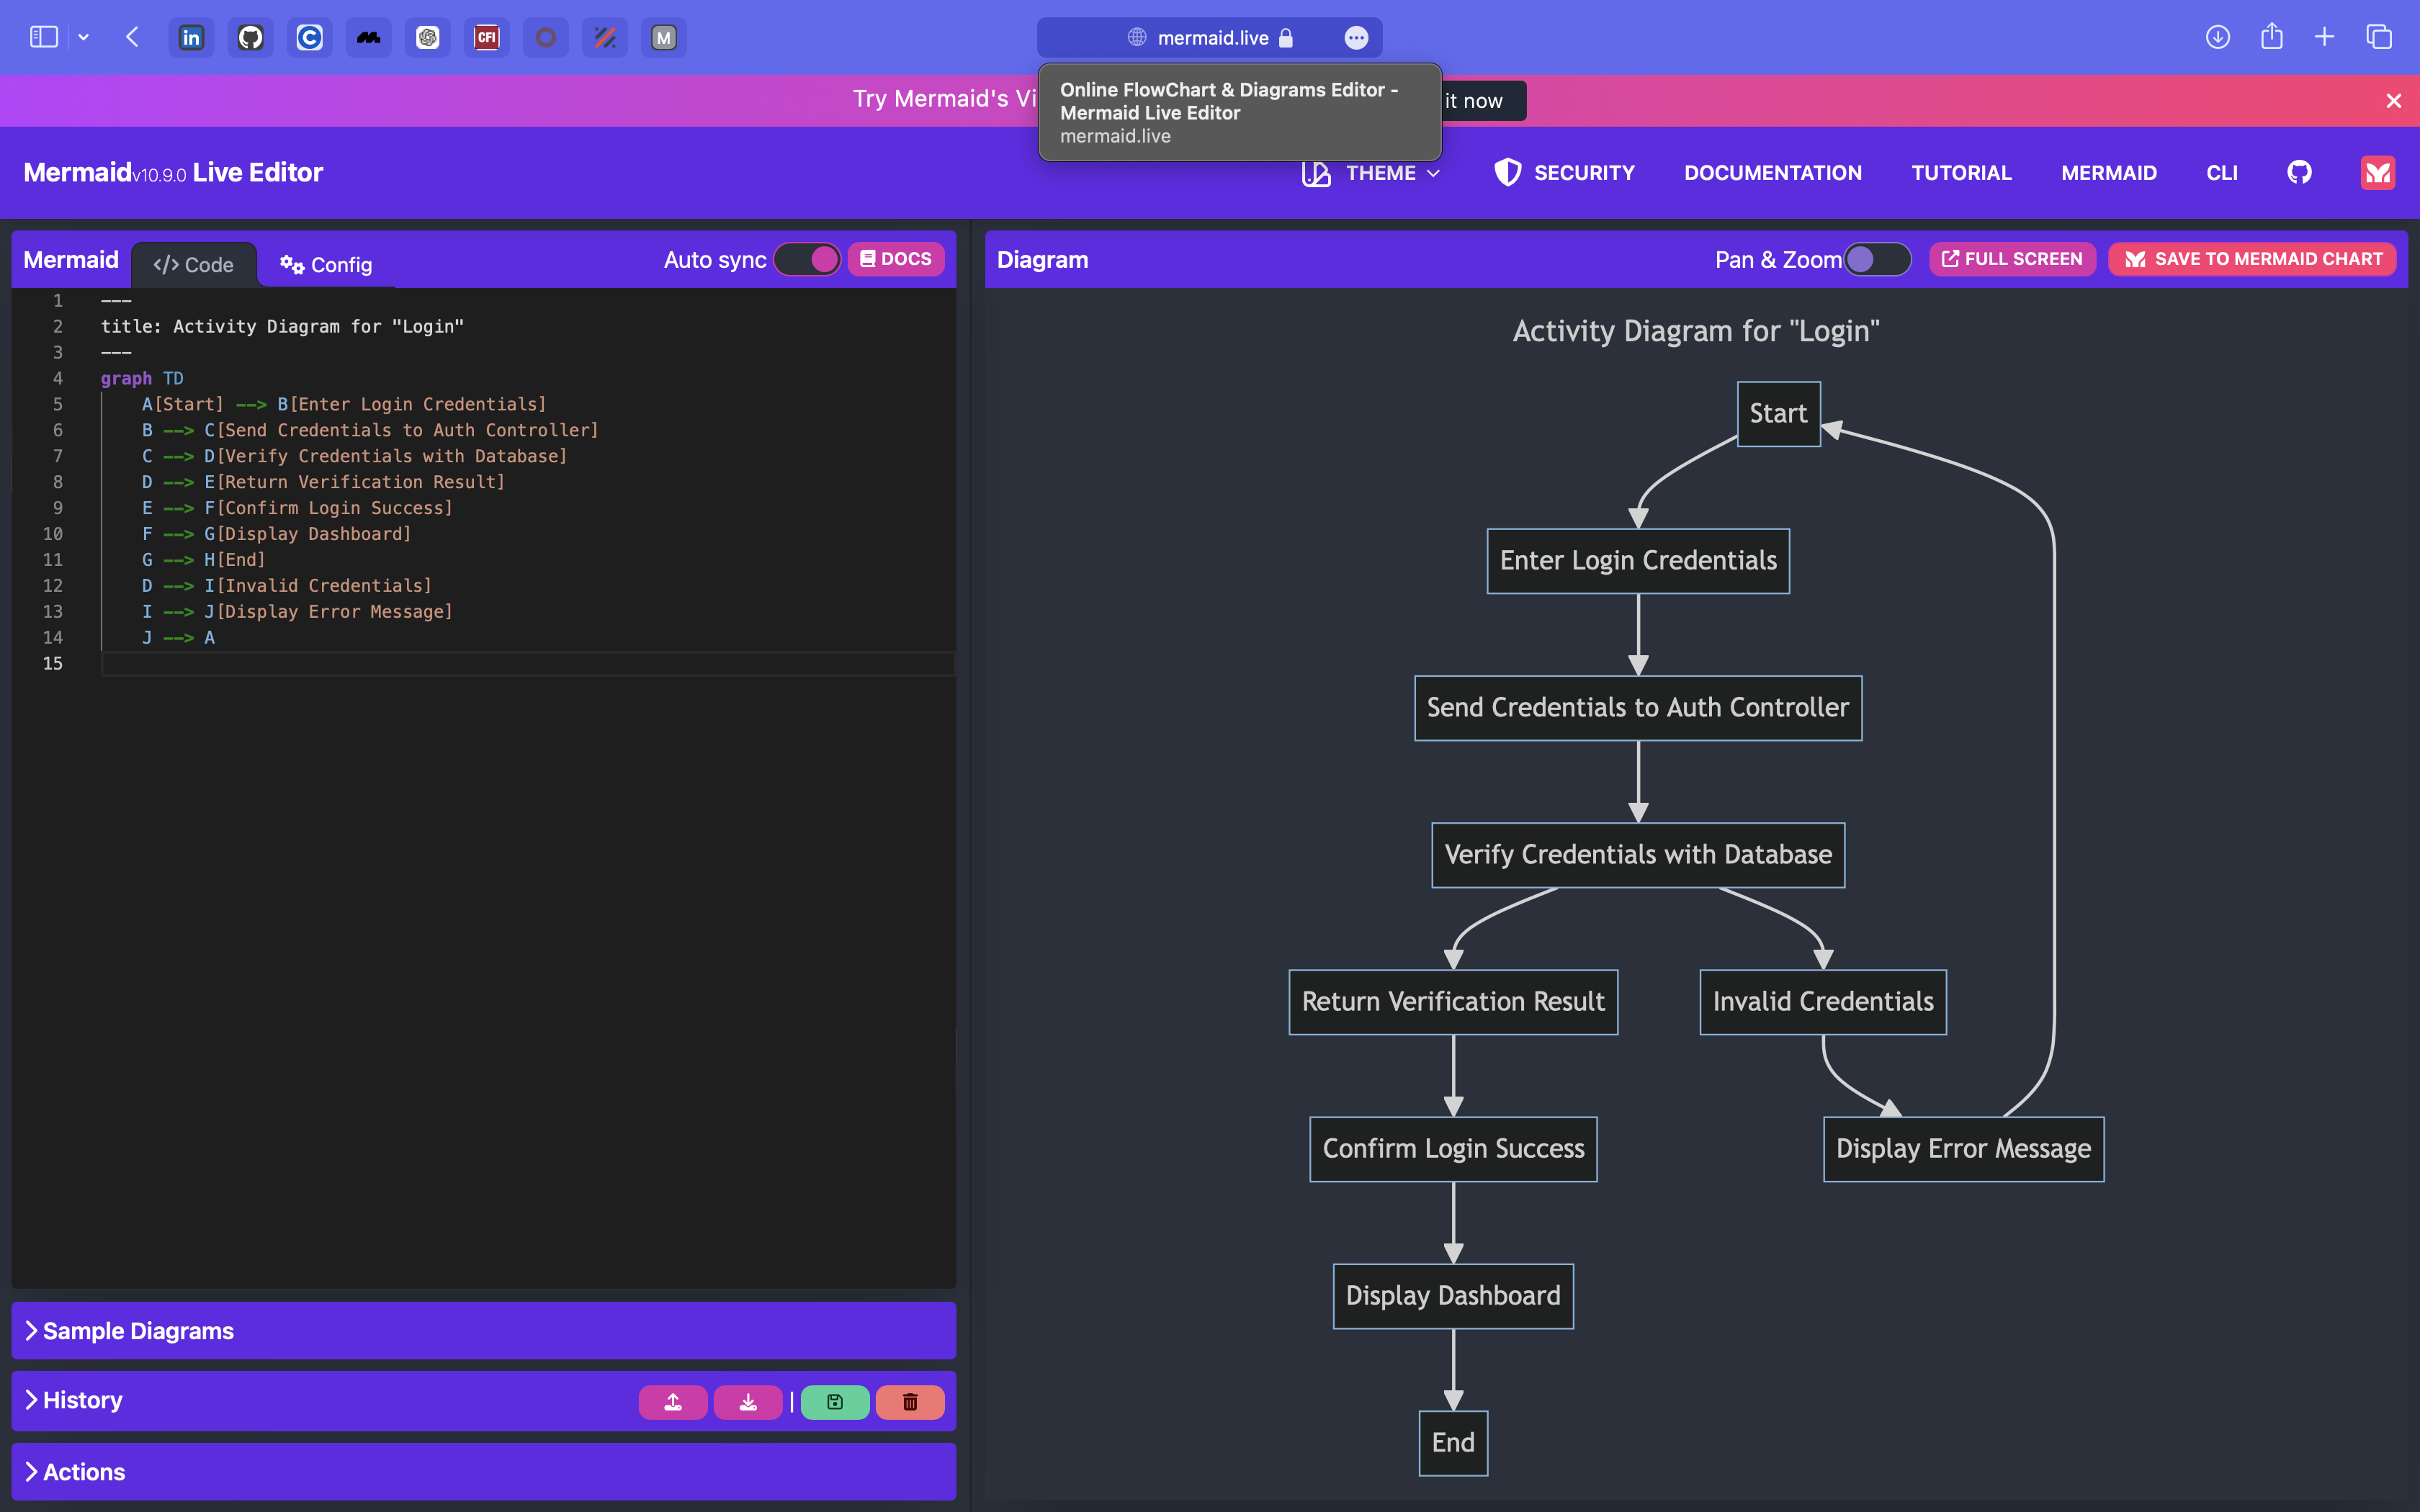 in
C
CFI
M
mermaid.live
Try Mermaid's Vi
it now
Online FlowChart & Diagrams Editor -
Mermaid Live Editor
mermaid.live
Mermaid v10.9.0 Live Editor
THEME
SECURITY
DOCUMENTATION
TUTORIAL
MERMAID
CLI
Mermaid
</> Code
Config
Auto sync
DOCS
1 ---
2 title: Activity Diagram for "Login"
3 ---
4 graph TD
5 A[Start] --> B[Enter Login Credentials]
6 B --> C[Send Credentials to Auth Controller]
7 C --> D[Verify Credentials with Database]
8 D --> E[Return Verification Result]
9 E --> F[Confirm Login Success]
10 F --> G[Display Dashboard]
11 G --> H[End]
12 D --> I[Invalid Credentials]
13 I --> J[Display Error Message]
14 J --> A
15
Sample Diagrams
History
Actions
Diagram
Pan & Zoom
FULL SCREEN
SAVE TO MERMAID CHART
Activity Diagram for "Login"
Start
Enter Login Credentials
Send Credentials to Auth Controller
Verify Credentials with Database
Return Verification Result
Invalid Credentials
Confirm Login Success
Display Error Message
Display Dashboard
End